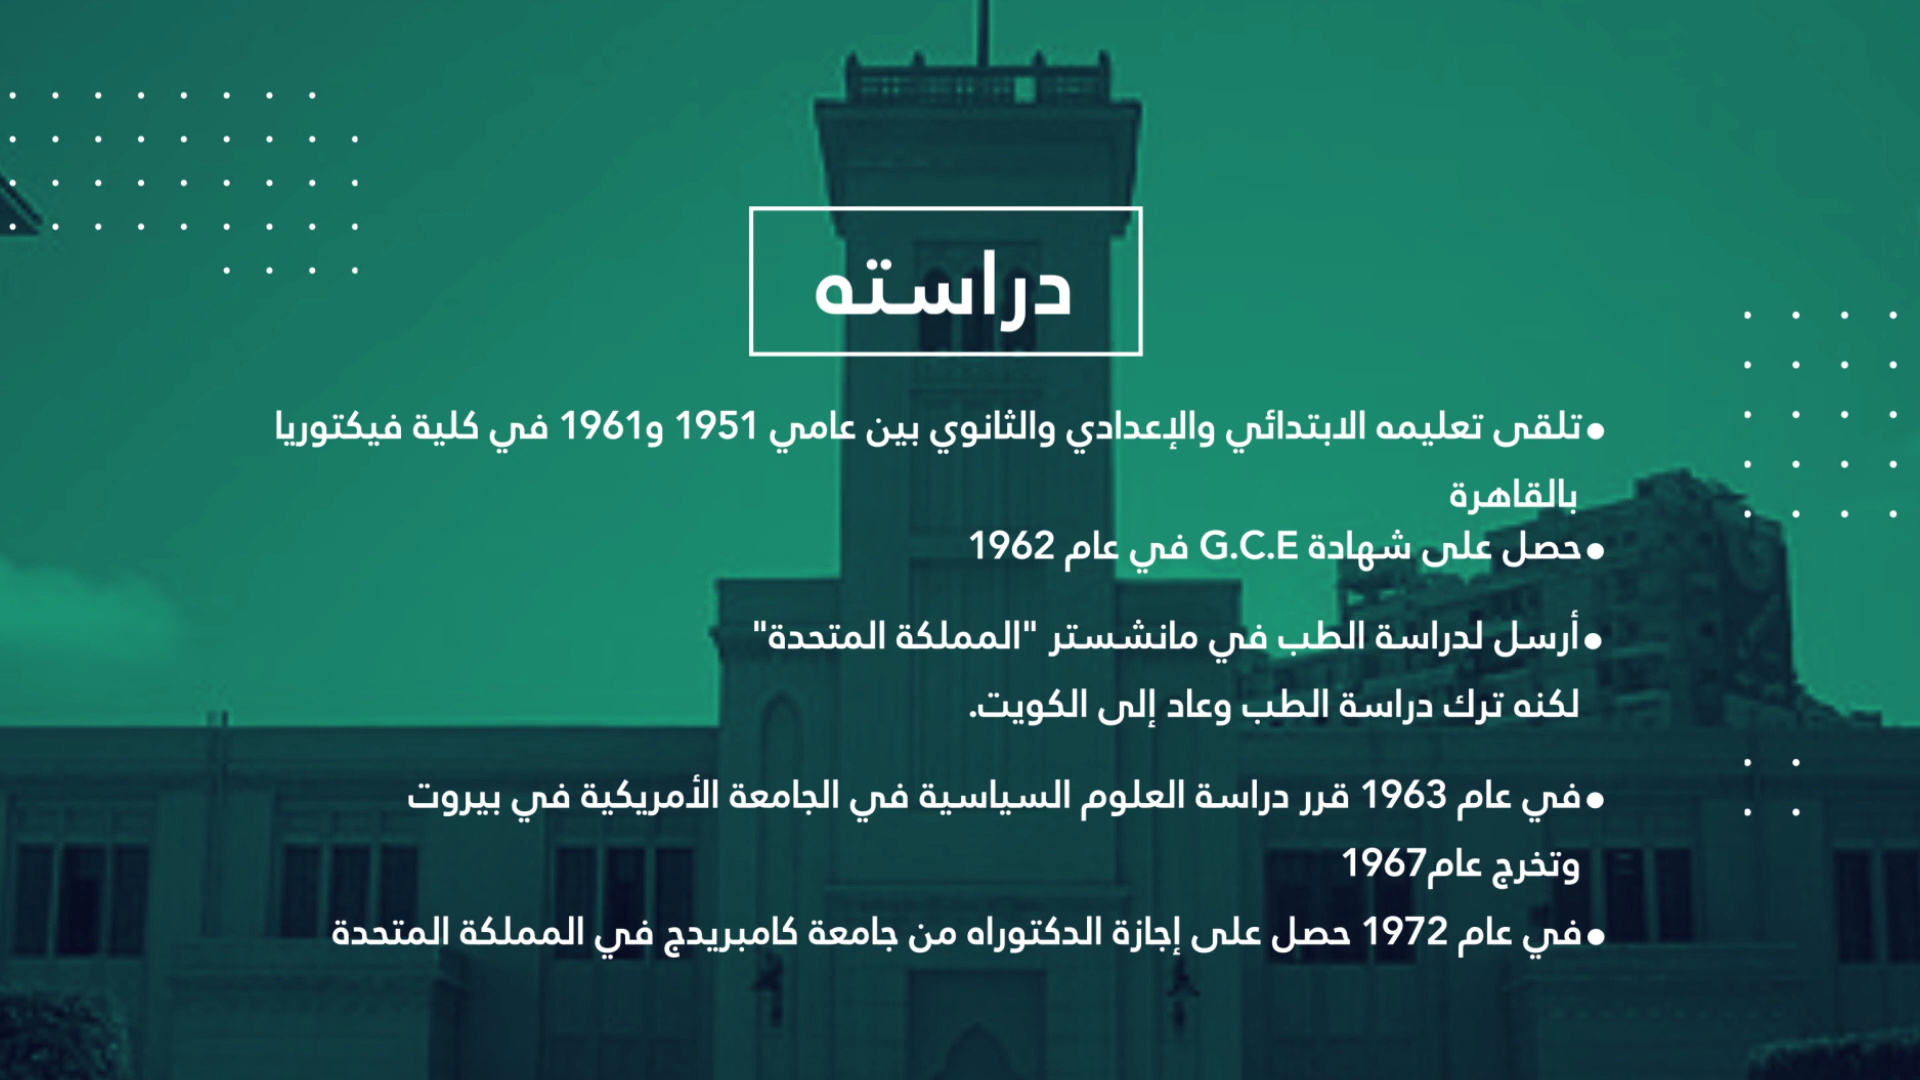 دراسته
•تلقى تعليمه الابتدائي والإعدادي والثانوي بين عامي 1951 و1961 في كلية فيكتوريا
بالقاهرة
•حصل على شهادة G.C.E في عام 1962
•أرسل لدراسة الطب في مانشستر "المملكة المتحدة"
لكنه ترك دراسة الطب وعاد إلى الكويت.
•في عام 1963 قرر دراسة العلوم السياسية في الجامعة الأمريكية في بيروت
وتخرج عام1967
•في عام 1972 حصل على إجازة الدكتوراه من جامعة كامبريدج في المملكة المتحدة